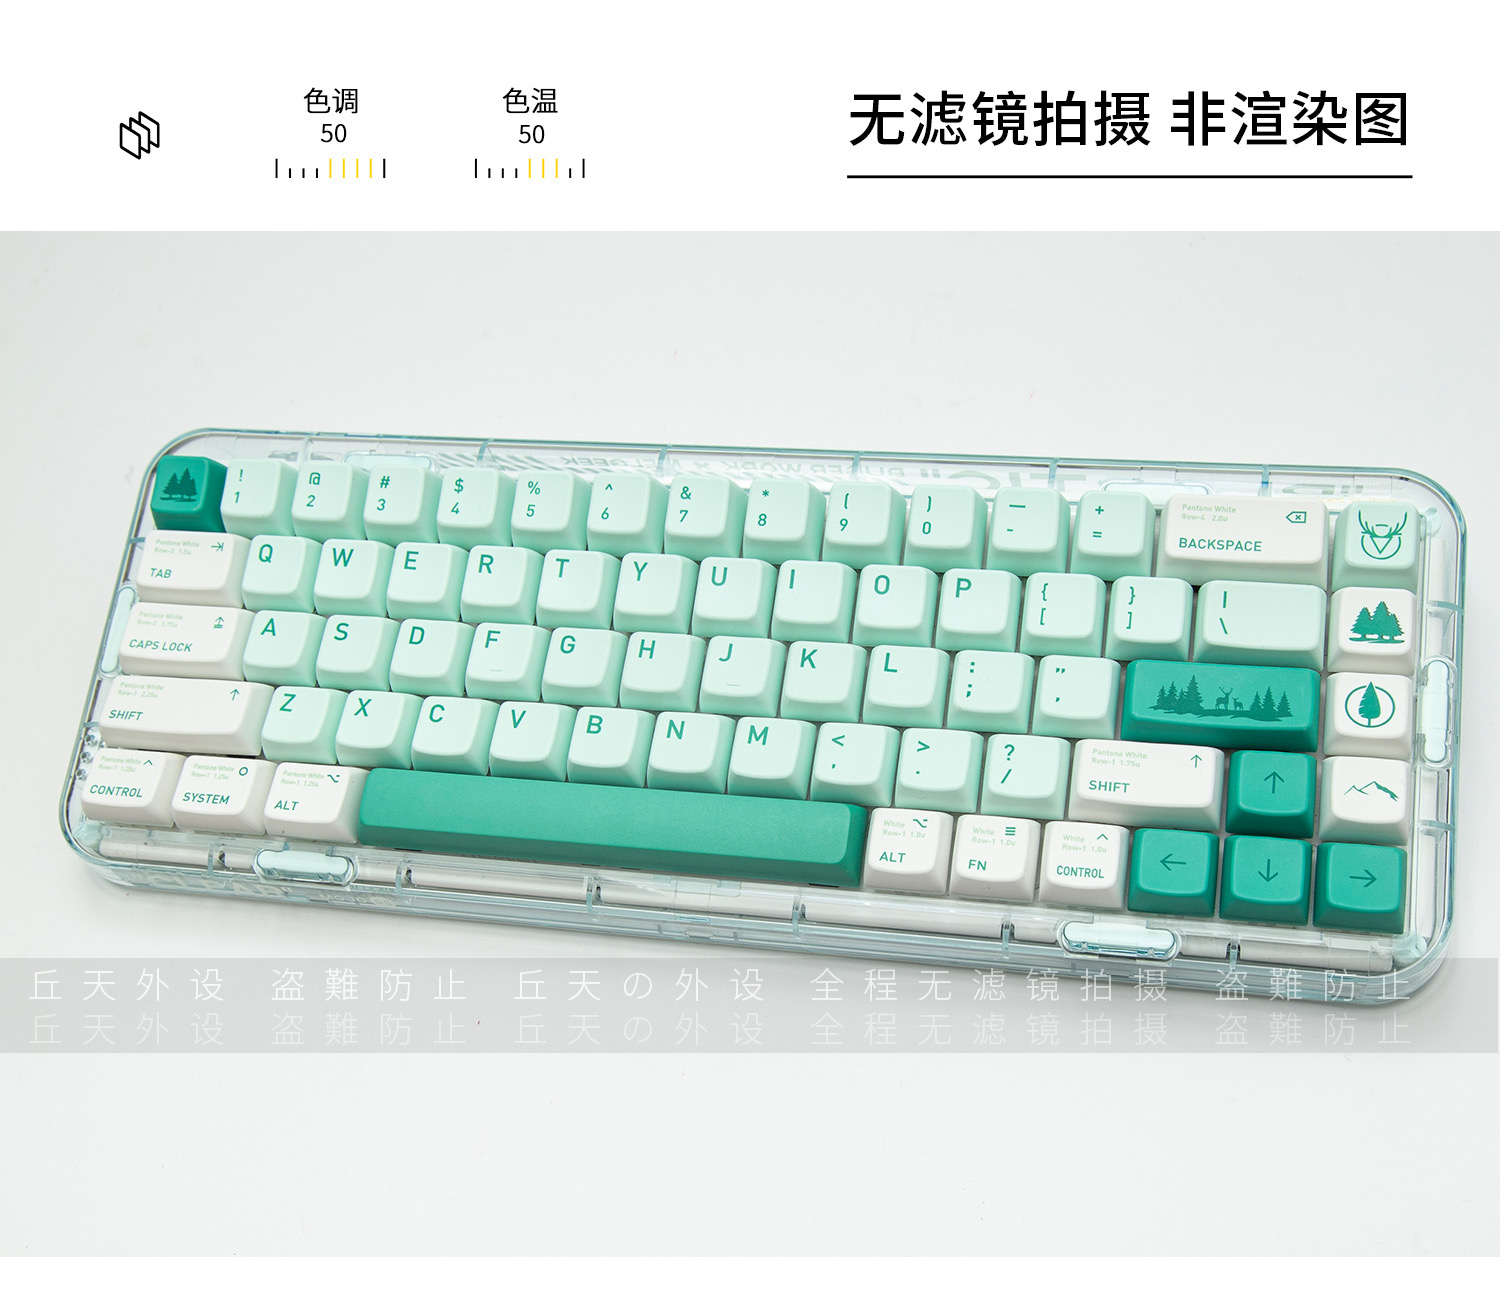 色调
50
色温
50
无滤镜拍摄 非渲染图
! @ # $ % ^ & * ( ) — +
1 2 3 4 5 6 7 8 9 0 - =
Pantone White
Row-4 2.0u
BACKSPACE
Pantone White
Row-3 1.5u
TAB
Q W E R T Y U I O P { } |
[ ] \
Pantone White
Row-2 1.75u
CAPS LOCK
A S D F G H J K L : "
; ,
Pantone White
Row-1 2.25u
SHIFT
Z X C V B N M < > ?
, . /
Pantone White
Row-1 1.75u
SHIFT
Pantone White
Row-1 1.25u
CONTROL
Pantone White
Row-1 1.25u
SYSTEM
Pantone White
Row-1 1.25u
ALT
White
Row-1 1.0u
ALT
White
Row-1 1.0u
FN
White
Row-1 1.0u
CONTROL
丘天外设 盗難防止 丘天の外设 全程无滤镜拍摄 盗難防止
丘天外设 盗難防止 丘天の外设 全程无滤镜拍摄 盗難防止